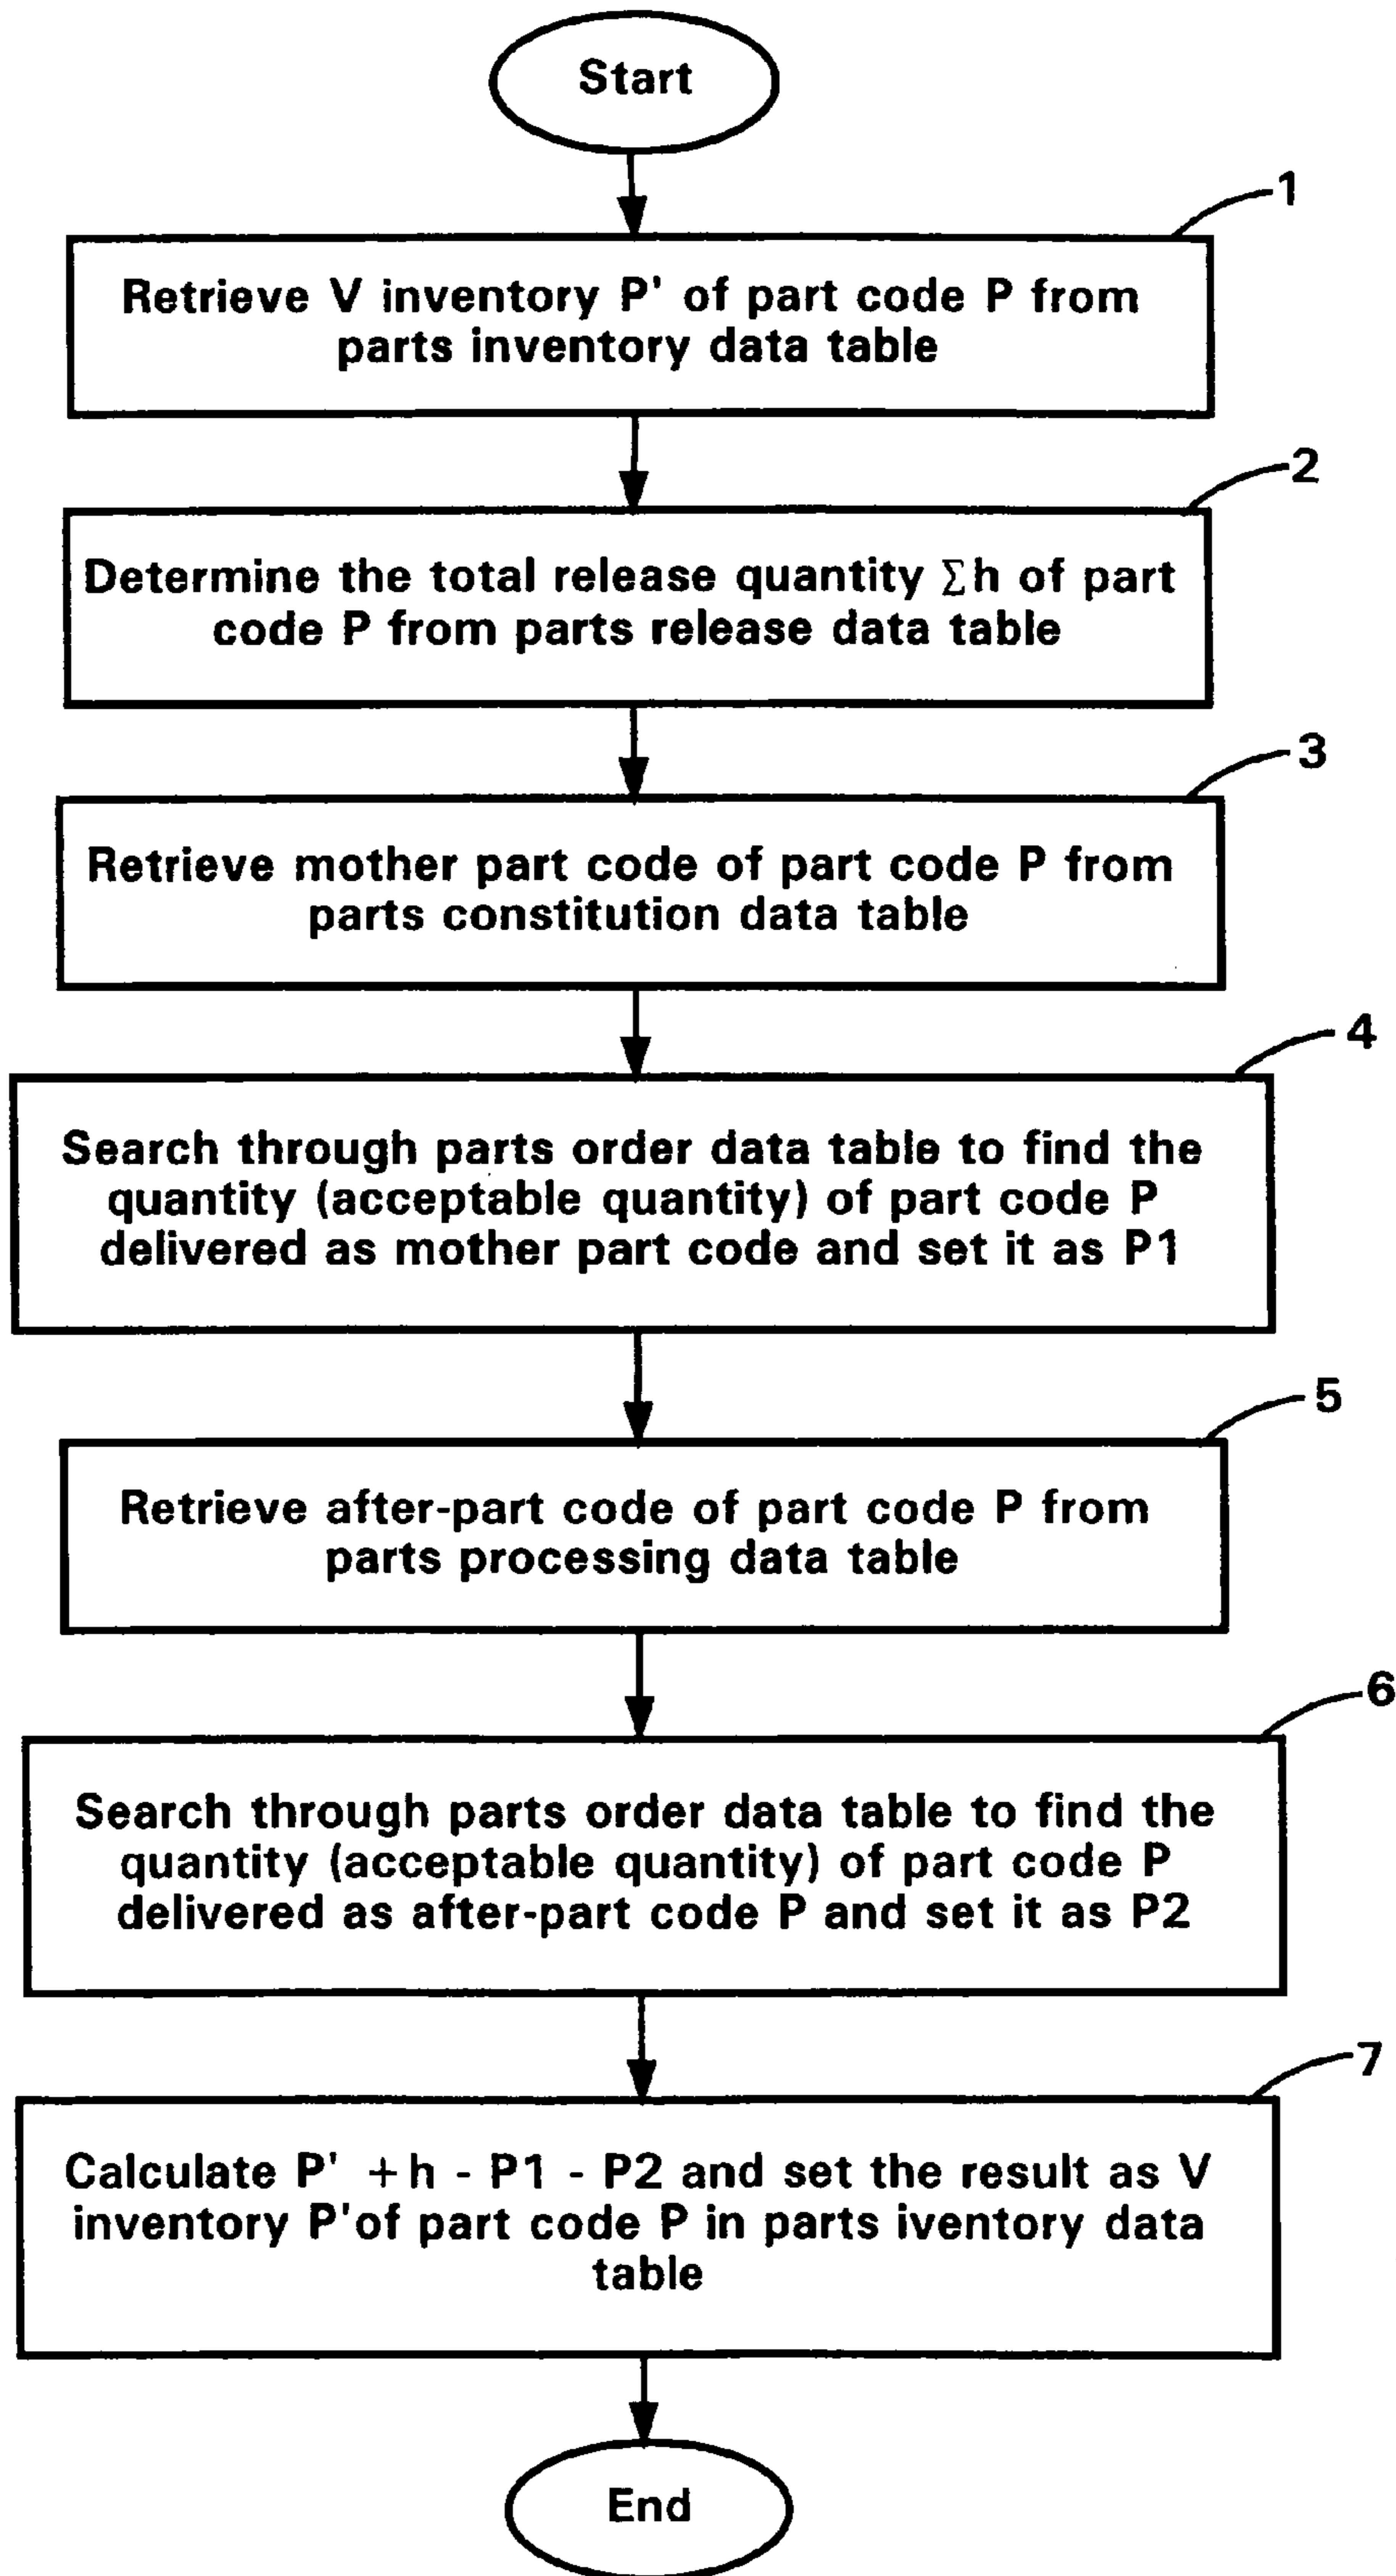 Start
1
Retrieve V inventory P' of part code P from
parts inventory data table
2
Determine the total release quantity Σh of part
code P from parts release data table
3
Retrieve mother part code of part code P from
parts constitution data table
4
Search through parts order data table to find the
quantity (acceptable quantity) of part code P
delivered as mother part code and set it as P1
5
Retrieve after-part code of part code P from
parts processing data table
6
Search through parts order data table to find the
quantity (acceptable quantity) of part code P
delivered as after-part code P and set it as P2
7
Calculate P' +h - P1 - P2 and set the result as V
inventory P'of part code P in parts iventory data
table
End